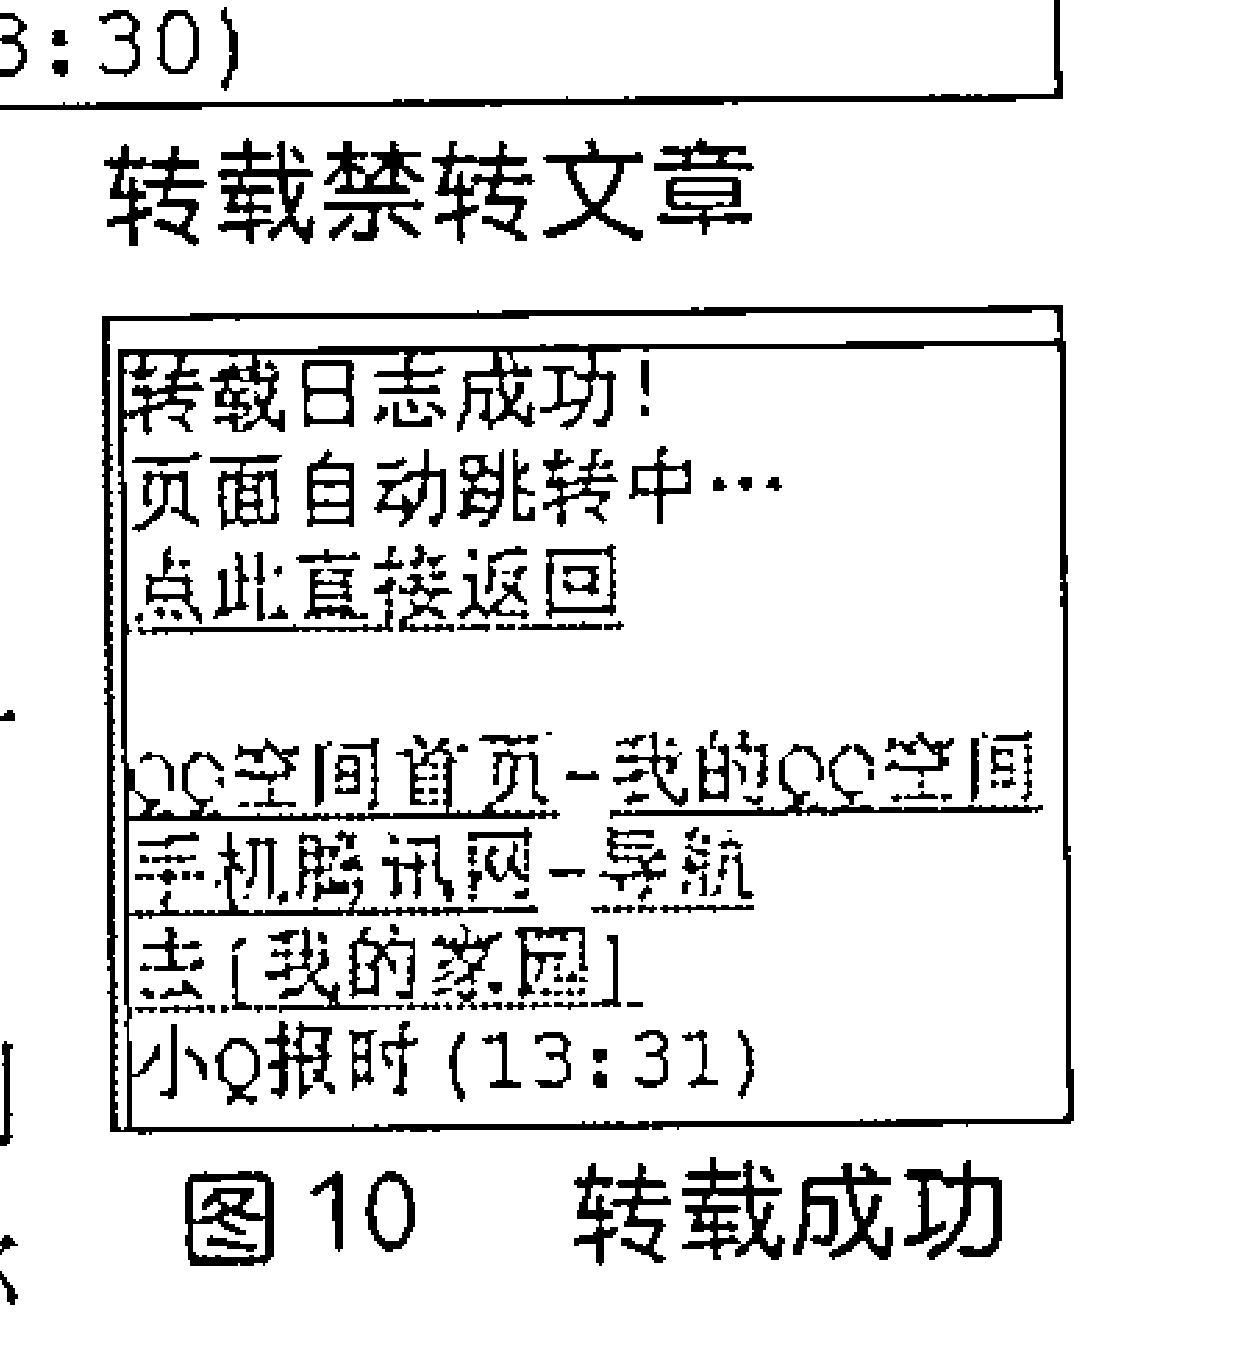 3:30)
转载禁转文章
转载日志成功!
页面自动跳转中…
点此直接返回
QQ空间首页-我的QQ空间
手机腾讯网-导航
去[我的家园]
小Q报时(13:31)
图10 转载成功